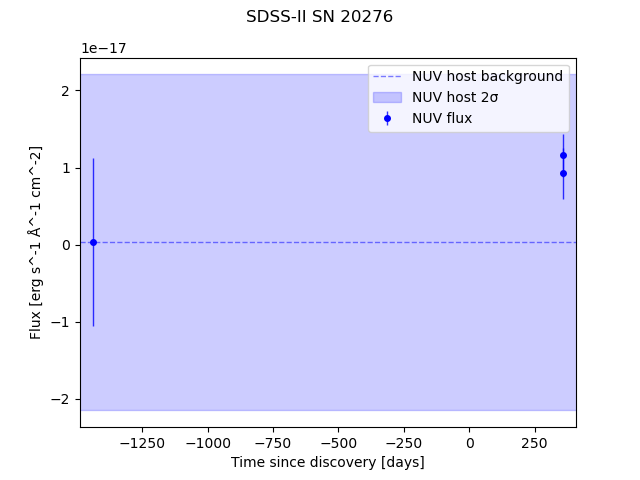 SDSS-II SN 20276
1e−17
NUV host background
NUV host 2σ
NUV flux
2
1
0
−1
−2
Flux [erg s^-1 Å^-1 cm^-2]
−1250 −1000 −750 −500 −250 0 250
Time since discovery [days]